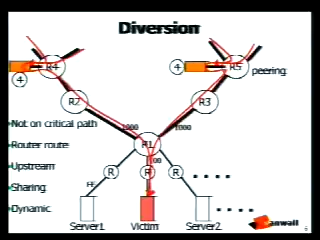 Diversion
R4
4
4
R5
peering
R2
R3
Not on critical path
1000
1000
R1
Router route
Upstream
R
R
R
Sharing
FE
Dynamic
Server1
Victim
Server2